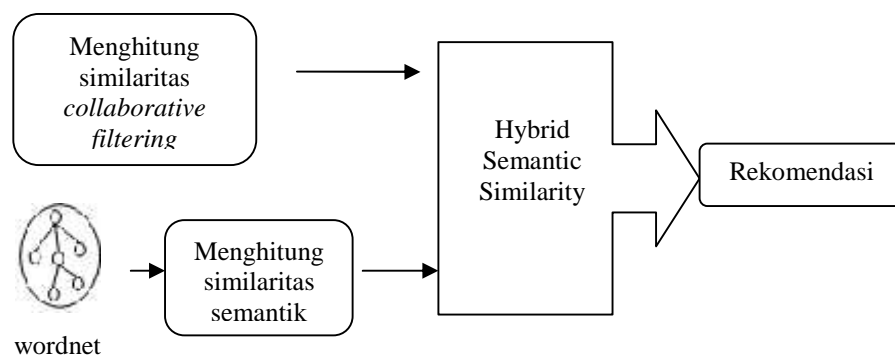 Menghitung
similaritas
collaborative
filtering
Hybrid
Semantic
Similarity
Rekomendasi
Menghitung
similaritas
semantik
wordnet